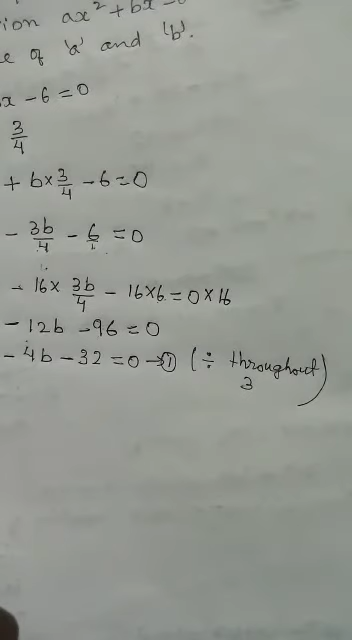 ax² + bx
of 'a' and 'b'.
x - 6 = 0
3/4
+ b × 3/4 - 6 = 0
- 3b/4 - 6/1 = 0
- 16 × 3b/4 - 16×6 = 0 × 16
- 12b - 96 = 0
- 4b - 32 = 0 → ① (÷ throughout)
3